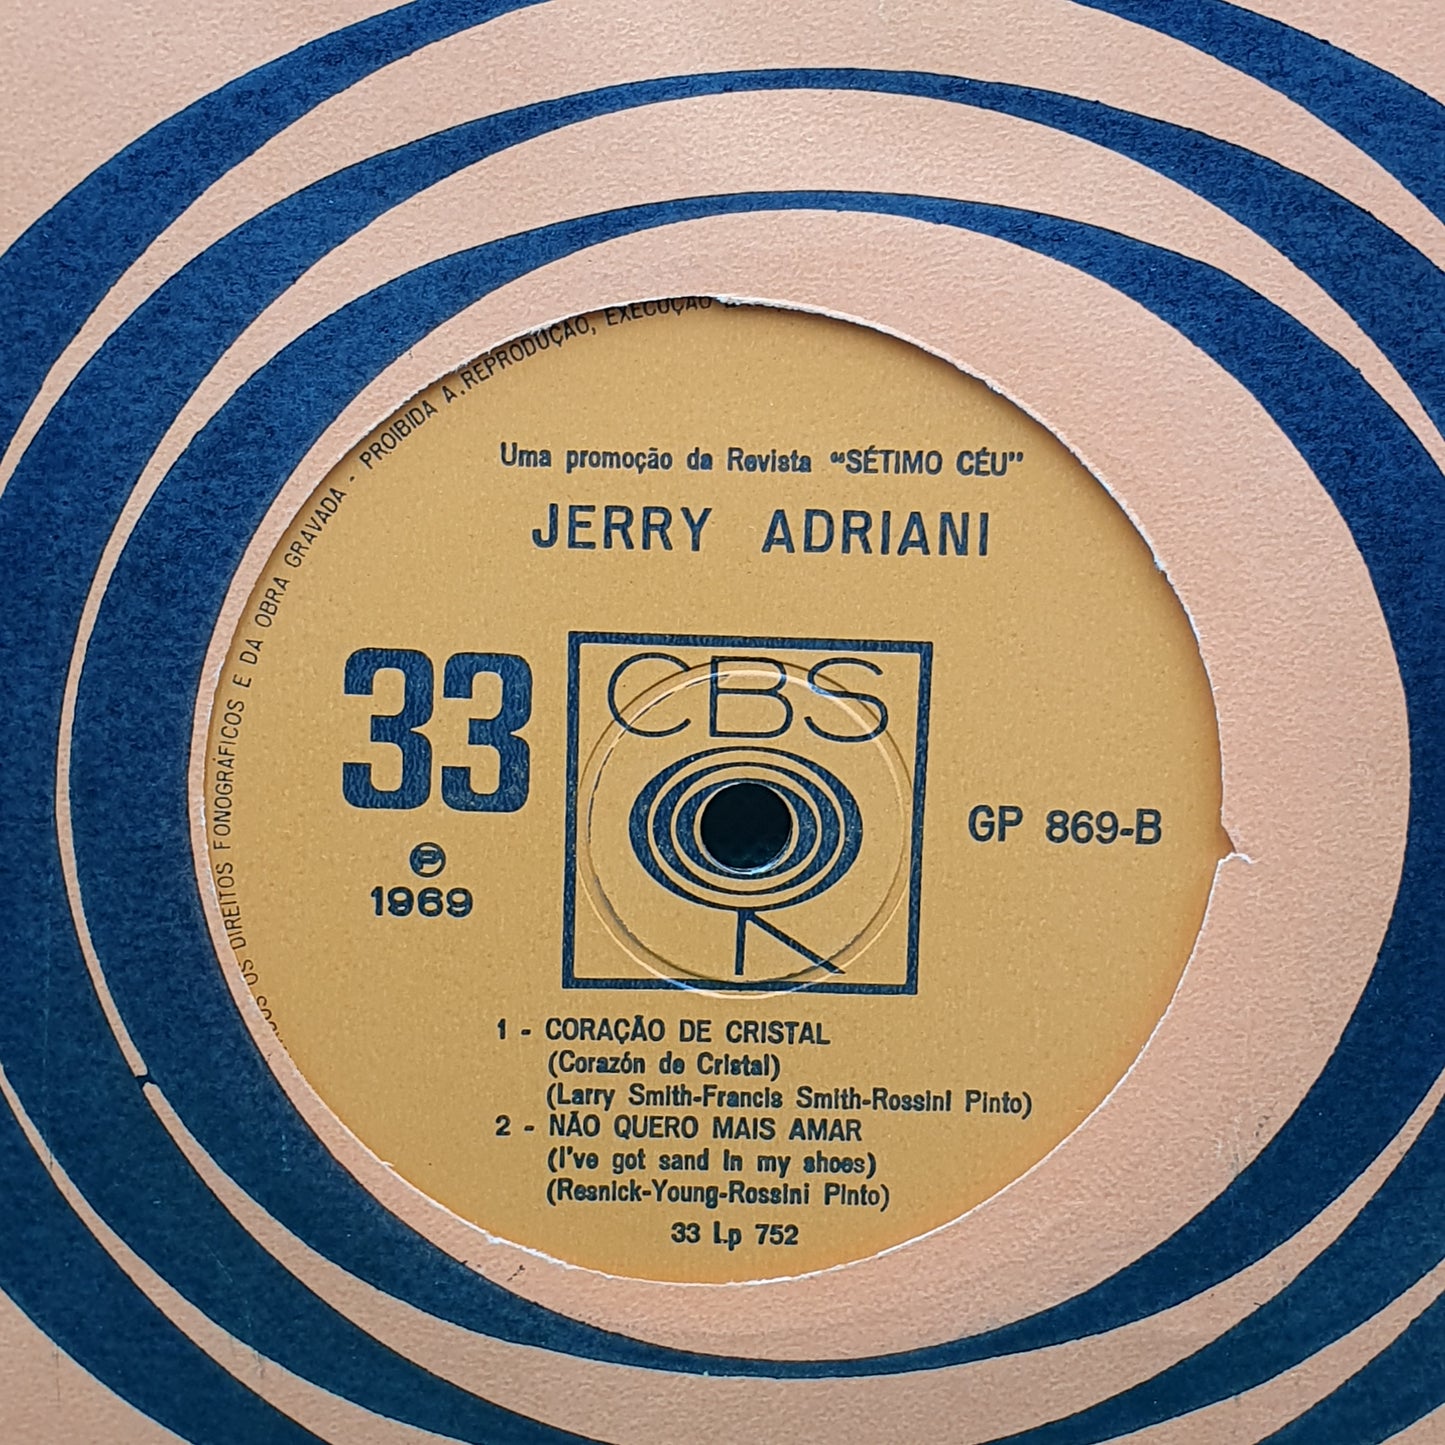 OS DIREITOS FONOGRÁFICOS E DA OBRA GRAVADA - PROIBIDA A REPRODUÇÃO, EXECUÇÃO
Uma promoção da Revista “SÉTIMO CÉU”
JERRY ADRIANI
33
CBS
GP 869-B
℗
1969
1 - CORAÇÃO DE CRISTAL
(Corazón de Cristal)
(Larry Smith-Francis Smith-Rossini Pinto)
2 - NÃO QUERO MAIS AMAR
(I've got sand in my shoes)
(Resnick-Young-Rossini Pinto)
33 Lp 752